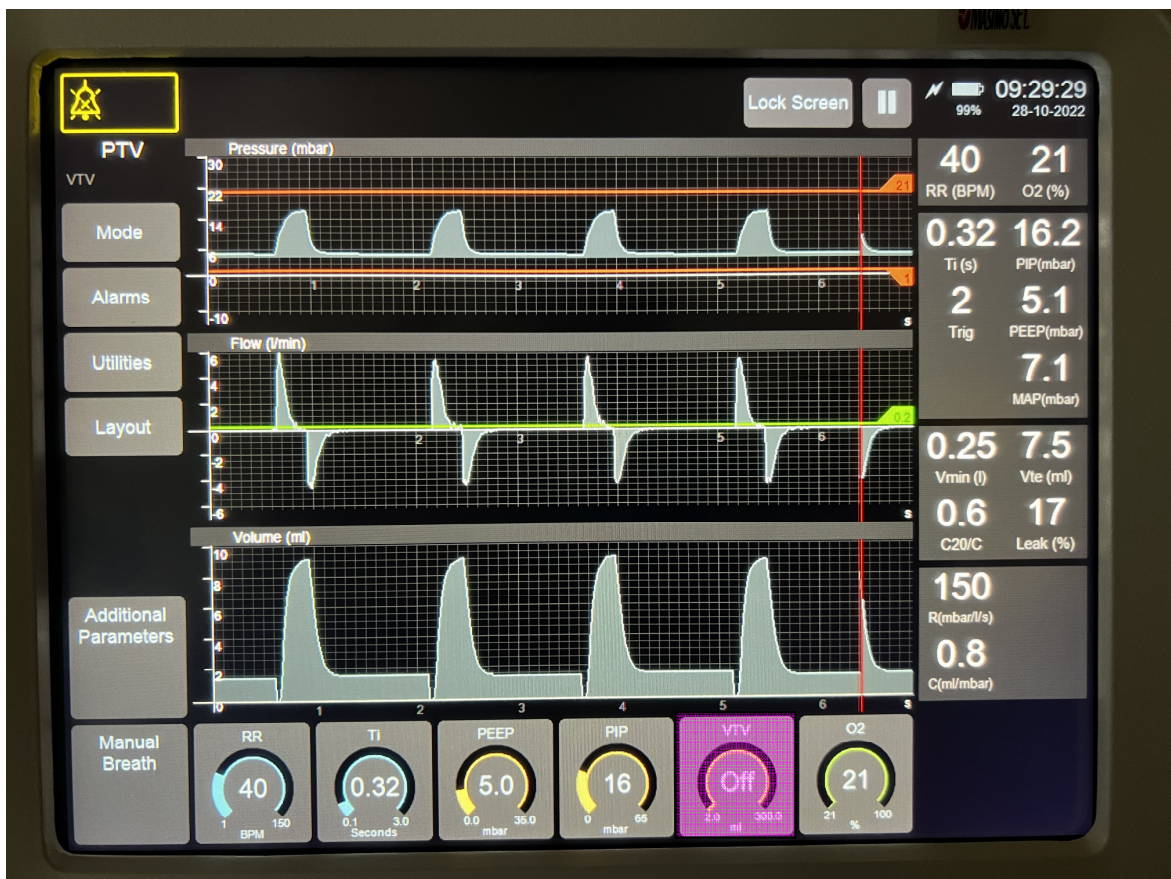 MASIMO SET
Lock Screen
99%
09:29:29
28-10-2022
PTV
VTV
Mode
Alarms
Utilities
Layout
Additional
Parameters
Manual
Breath
Pressure (mbar)
30
22
21
14
6
0
1 2 3 4 5 6
1
-10
s
Flow (l/min)
6
4
2
0.2
0
2 3 5 6
-2
-4
-6
s
Volume (ml)
10
8
6
4
2
0
1 2 3 4 5 6 s
40 21
RR (BPM) O2 (%)
0.32 16.2
Ti (s) PIP(mbar)
2 5.1
Trig PEEP(mbar)
7.1
MAP(mbar)
0.25 7.5
Vmin (l) Vte (ml)
0.6 17
C20/C Leak (%)
150
R(mbar/l/s)
0.8
C(ml/mbar)
RR
40
1 150
BPM
Ti
0.32
0.1 3.0
Seconds
PEEP
5.0
0.0 35.0
mbar
PIP
16
0 65
mbar
VTV
Off
2.0 300.0
ml
O2
21
21 100
%